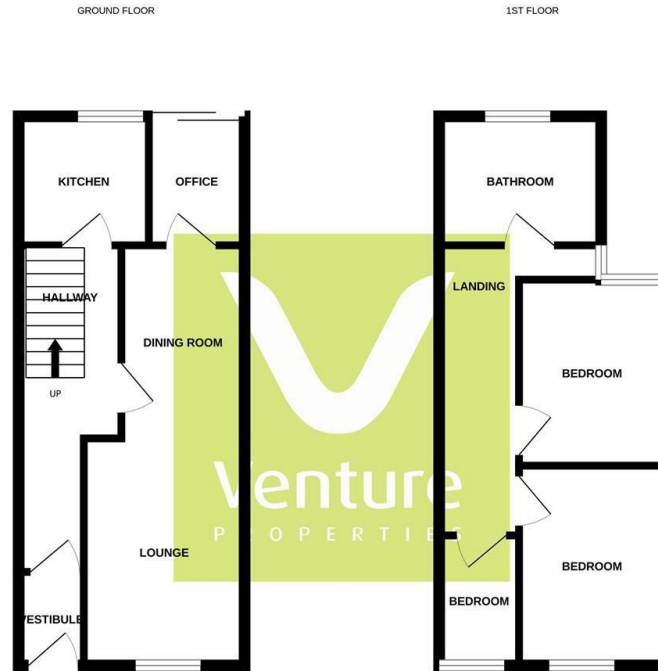 GROUND FLOOR
1ST FLOOR
KITCHEN
OFFICE
BATHROOM
HALLWAY
LANDING
DINING ROOM
BEDROOM
UP
Venture
PROPERTIES
LOUNGE
BEDROOM
BEDROOM
VESTIBULE